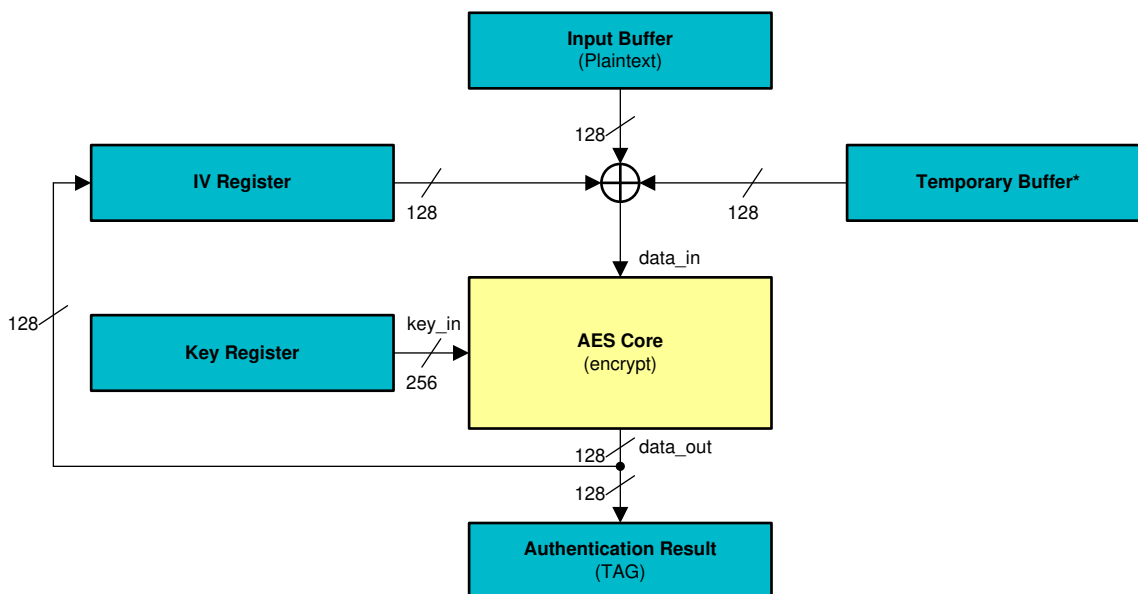 Input Buffer
(Plaintext)
128
IV Register
128
128
Temporary Buffer*
data_in
128
Key Register
key_in
256
AES Core
(encrypt)
128
data_out
128
Authentication Result
(TAG)